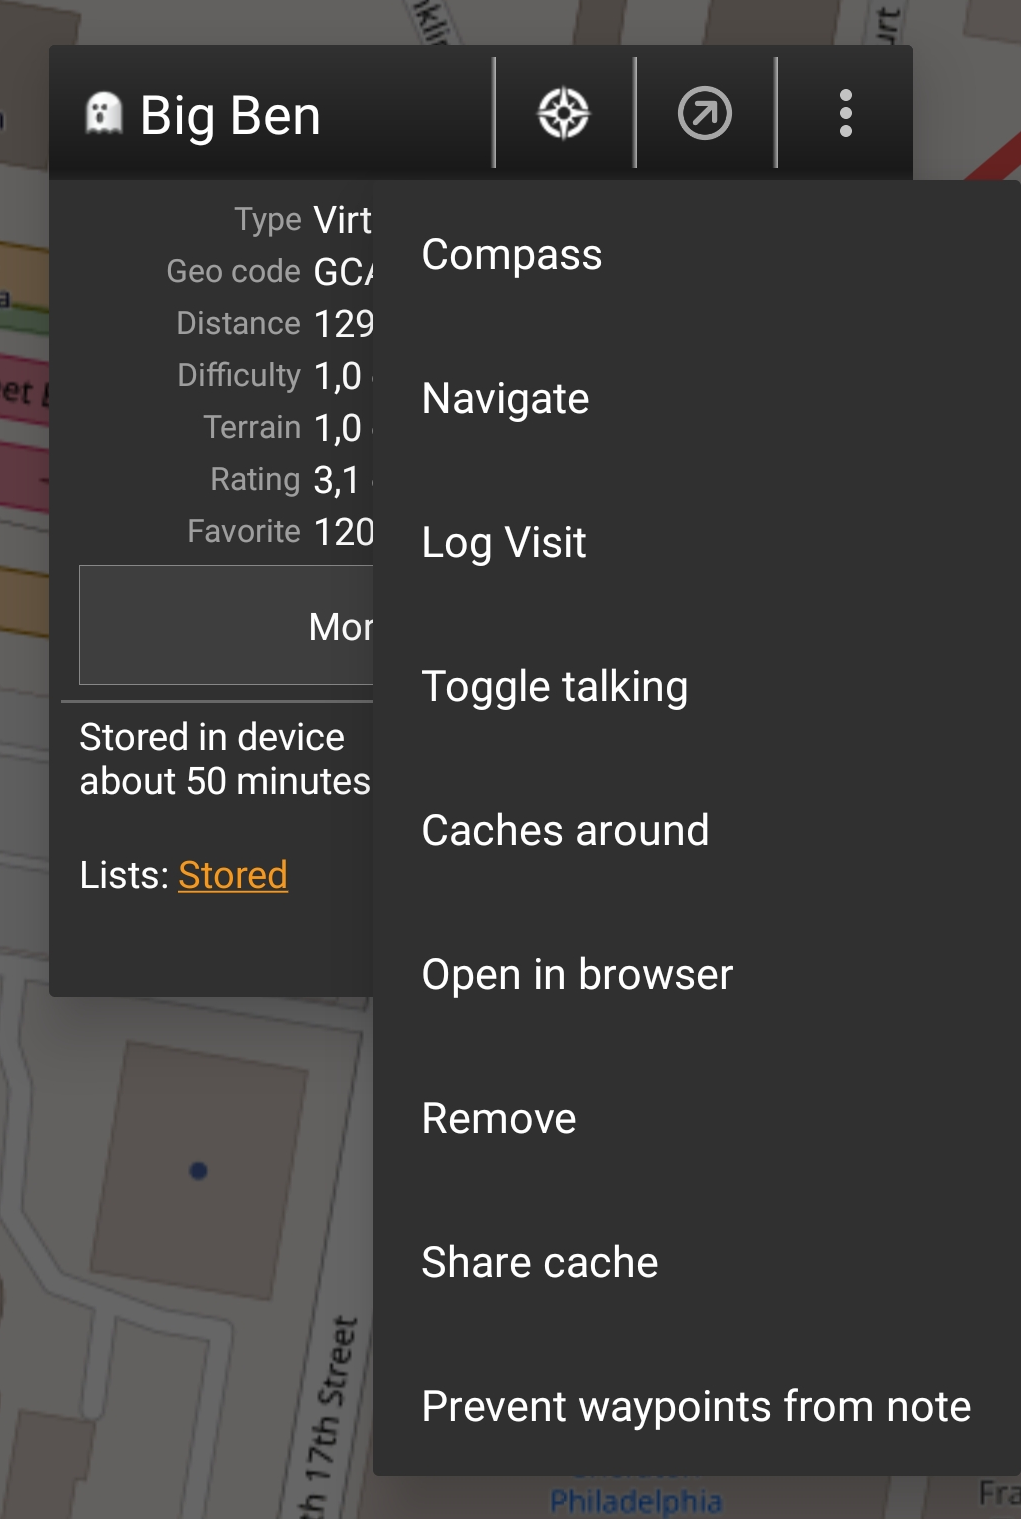 Big Ben
Type Virt
Geo code GCA
Distance 129
Difficulty 1,0
Terrain 1,0
Rating 3,1
Favorite 120
Mor
Stored in device
about 50 minutes
Lists: Stored
Compass
Navigate
Log Visit
Toggle talking
Caches around
Open in browser
Remove
Share cache
Prevent waypoints from note
th 17th Street
Philadelphia
Fra